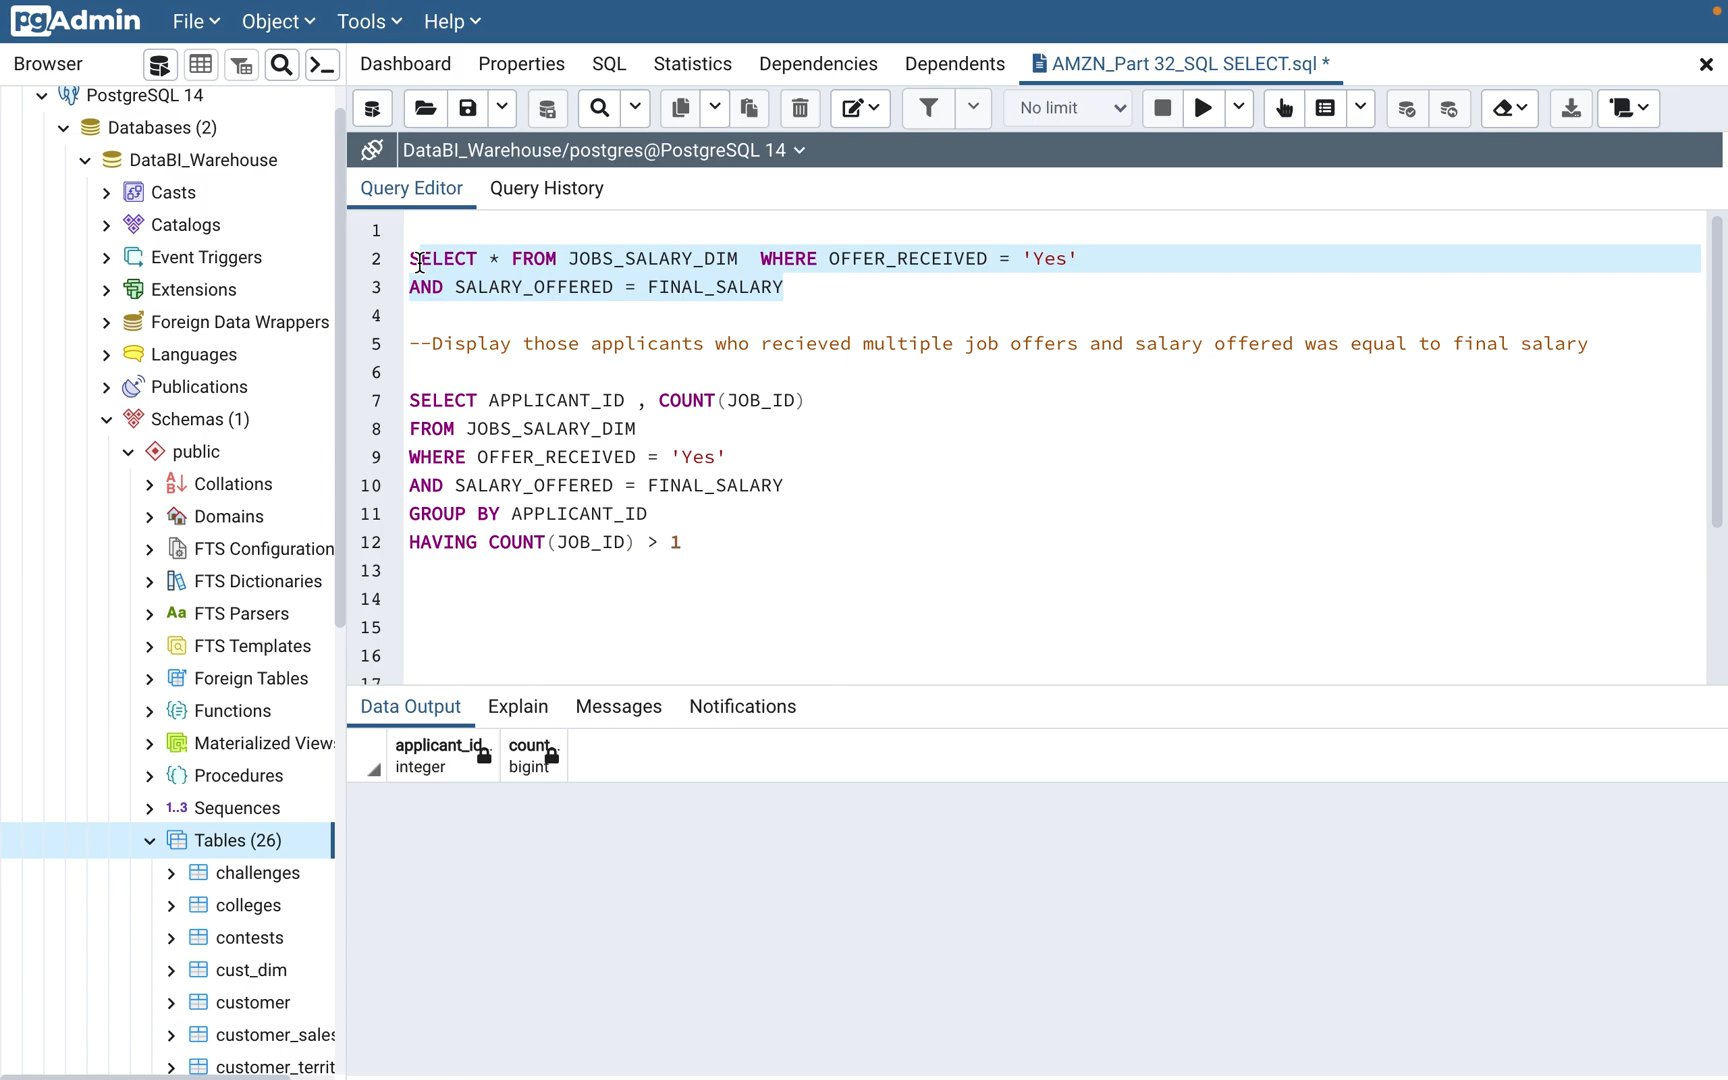 pgAdmin File Object Tools Help
Browser
Dashboard Properties SQL Statistics Dependencies Dependents AMZN_Part 32_SQL SELECT.sql *
No limit
DataBI_Warehouse/postgres@PostgreSQL 14
Query Editor Query History
PostgreSQL 14
Databases (2)
DataBI_Warehouse
Casts
Catalogs
Event Triggers
Extensions
Foreign Data Wrappers
Languages
Publications
Schemas (1)
public
Collations
Domains
FTS Configuration
FTS Dictionaries
Aa FTS Parsers
FTS Templates
Foreign Tables
Functions
Materialized View
Procedures
1..3 Sequences
Tables (26)
challenges
colleges
contests
cust_dim
customer
customer_sales
customer_territ
1
2 SELECT * FROM JOBS_SALARY_DIM  WHERE OFFER_RECEIVED = 'Yes'
3 AND SALARY_OFFERED = FINAL_SALARY
4
5 --Display those applicants who recieved multiple job offers and salary offered was equal to final salary
6
7 SELECT APPLICANT_ID , COUNT(JOB_ID)
8 FROM JOBS_SALARY_DIM
9 WHERE OFFER_RECEIVED = 'Yes'
10 AND SALARY_OFFERED = FINAL_SALARY
11 GROUP BY APPLICANT_ID
12 HAVING COUNT(JOB_ID) > 1
13
14
15
16
17
Data Output Explain Messages Notifications
applicant_id count
integer bigint